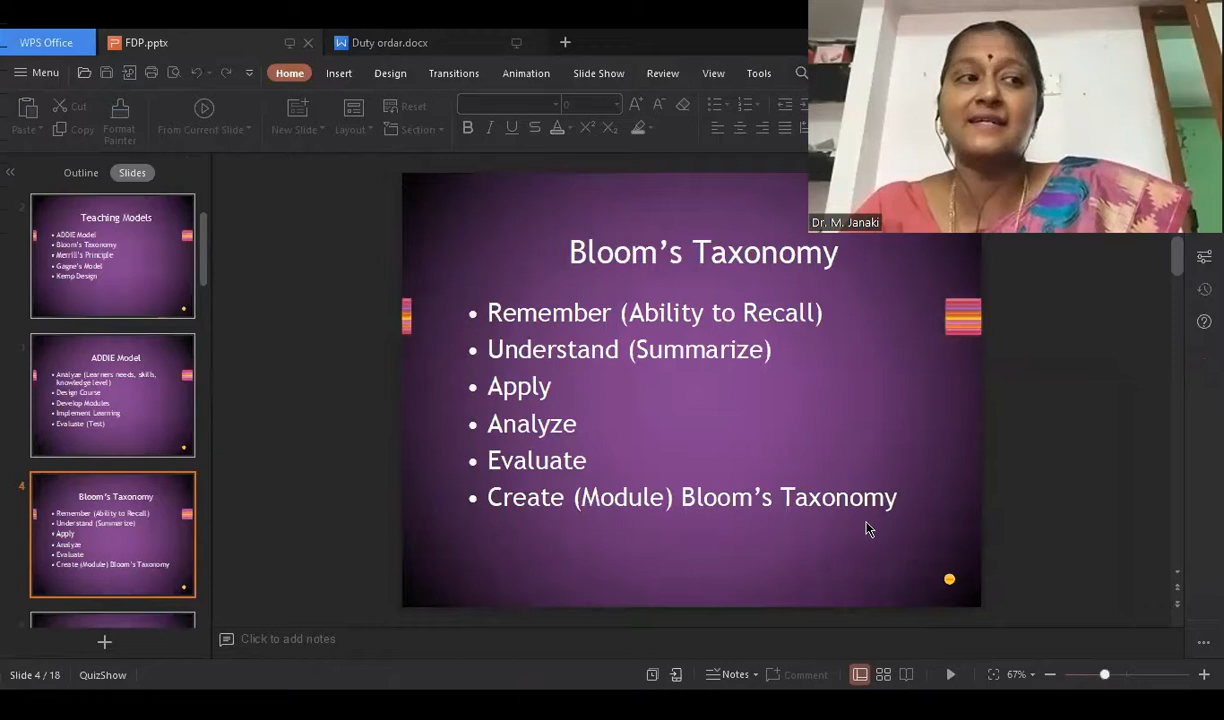 WPS Office
FDP.pptx
Duty ordar.docx
Menu
Home
Insert
Design
Transitions
Animation
Slide Show
Review
View
Tools
Paste
Cut
Copy
Format
Painter
From Current Slide
New Slide
Layout
Reset
Section
0
B I U S A X² X₂
Outline
Slides
Dr. M. Janaki
2
Teaching Models
• ADDIE Model
• Bloom's Taxonomy
• Merrill's Principle
• Gagne's Model
• Kemp Design
ADDIE Model
• Analyze (Learners needs, skills,
knowledge level)
• Design Course
• Develop Modules
• Implement Learning
• Evaluate (Test)
4
Bloom's Taxonomy
• Remember (Ability to Recall)
• Understand (Summarize)
• Apply
• Analyze
• Evaluate
• Create (Module) Bloom's Taxonomy
Bloom's Taxonomy
• Remember (Ability to Recall)
• Understand (Summarize)
• Apply
• Analyze
• Evaluate
• Create (Module) Bloom's Taxonomy
Click to add notes
Slide 4 / 18
QuizShow
Notes
Comment
67%